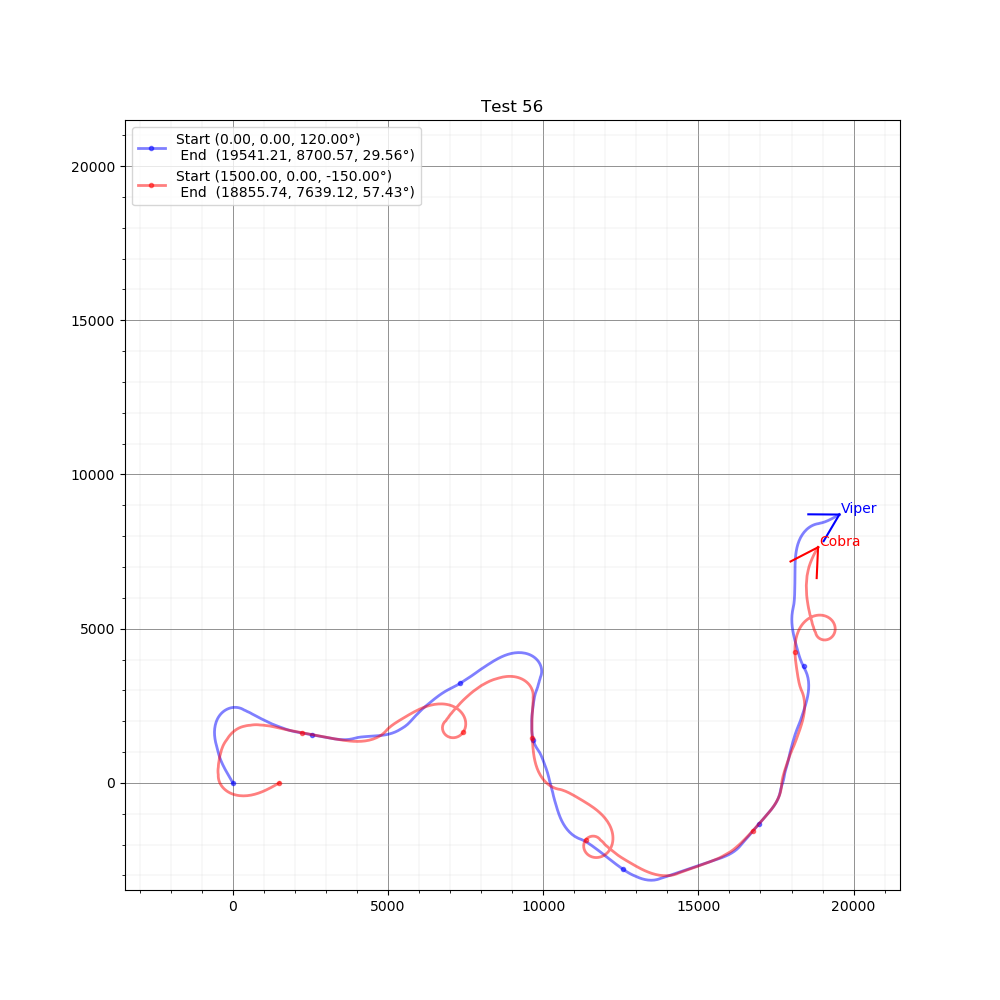 Test 56
Start (0.00, 0.00, 120.00°)
End (19541.21, 8700.57, 29.56°)
Start (1500.00, 0.00, -150.00°)
End (18855.74, 7639.12, 57.43°)
20000
15000
10000
5000
0
Viper
Cobra
0 5000 10000 15000 20000